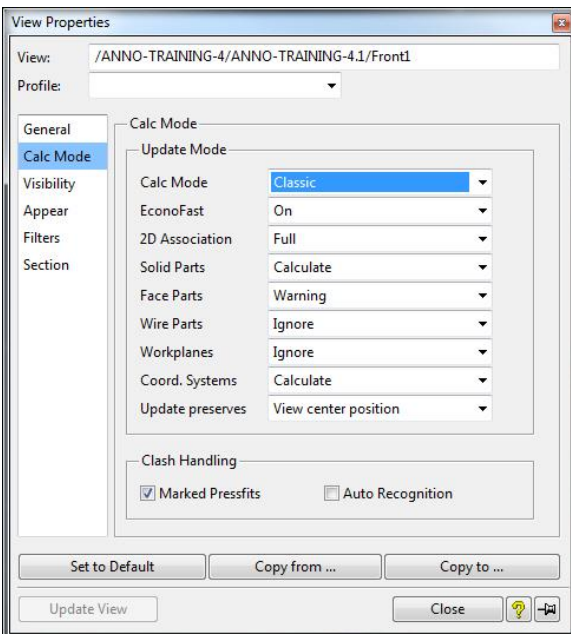 View Properties
View: /ANNO-TRAINING-4/ANNO-TRAINING-4.1/Front1
Profile:
General
Calc Mode
Visibility
Appear
Filters
Section
Calc Mode
Update Mode
Calc Mode Classic
EconoFast On
2D Association Full
Solid Parts Calculate
Face Parts Warning
Wire Parts Ignore
Workplanes Ignore
Coord. Systems Calculate
Update preserves View center position
Clash Handling
Marked Pressfits Auto Recognition
Set to Default Copy from ... Copy to ...
Update View Close ?